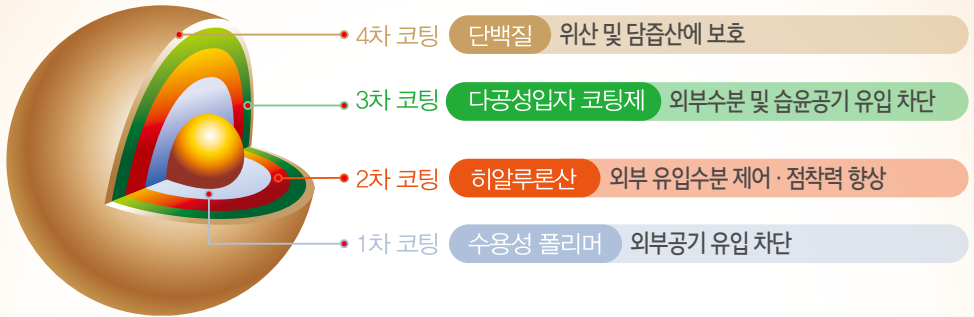 4차 코팅 단백질 위산 및 담즙산에 보호
3차 코팅 다공성입자 코팅제 외부수분 및 습윤공기 유입 차단
2차 코팅 히알루론산 외부 유입수분 제어 · 점착력 향상
1차 코팅 수용성 폴리머 외부공기 유입 차단